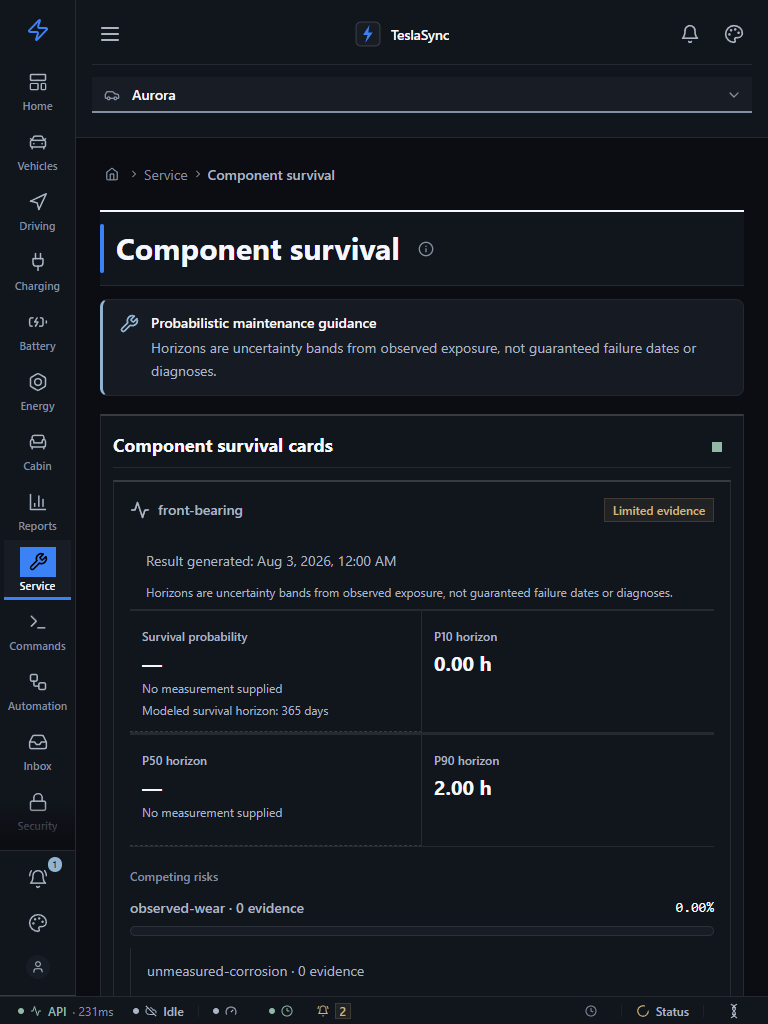 TeslaSync
Aurora
Home
Vehicles
Driving
Charging
Battery
Energy
Cabin
Reports
Service
Commands
Automation
Inbox
Security
1
Service
Component survival
Component survival
Probabilistic maintenance guidance
Horizons are uncertainty bands from observed exposure, not guaranteed failure dates or
diagnoses.
Component survival cards
front-bearing
Limited evidence
Result generated: Aug 3, 2026, 12:00 AM
Horizons are uncertainty bands from observed exposure, not guaranteed failure dates or diagnoses.
Survival probability
—
No measurement supplied
Modeled survival horizon: 365 days
P10 horizon
0.00 h
P50 horizon
—
No measurement supplied
P90 horizon
2.00 h
Competing risks
observed-wear · 0 evidence
0.00%
unmeasured-corrosion · 0 evidence
API · 231ms
Idle
2
Status